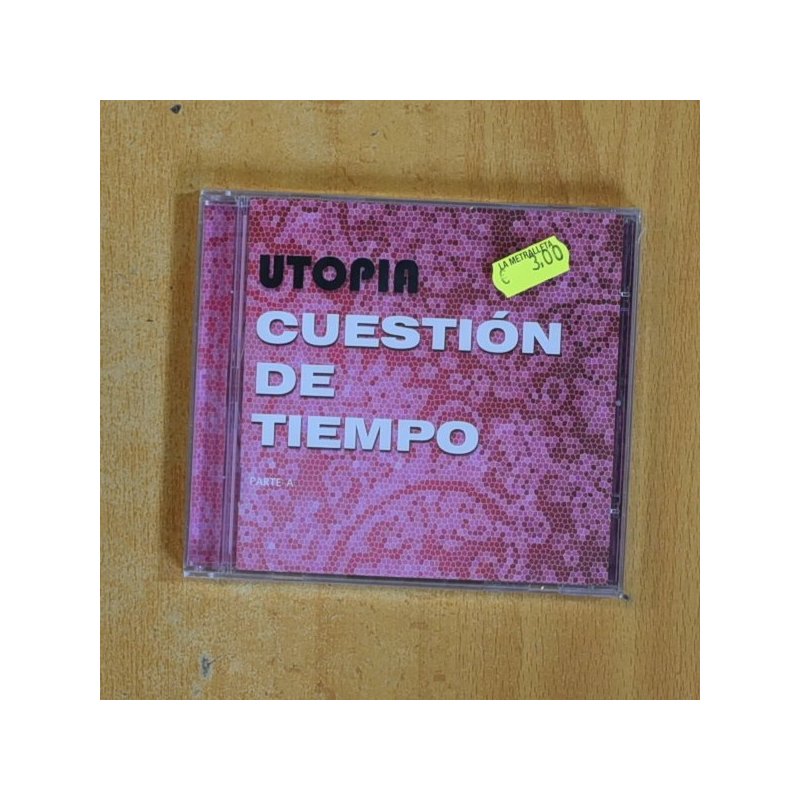 UTOPIA
LA METRALLETA
€ 3,00
CUESTIÓN
DE
TIEMPO
PARTE A